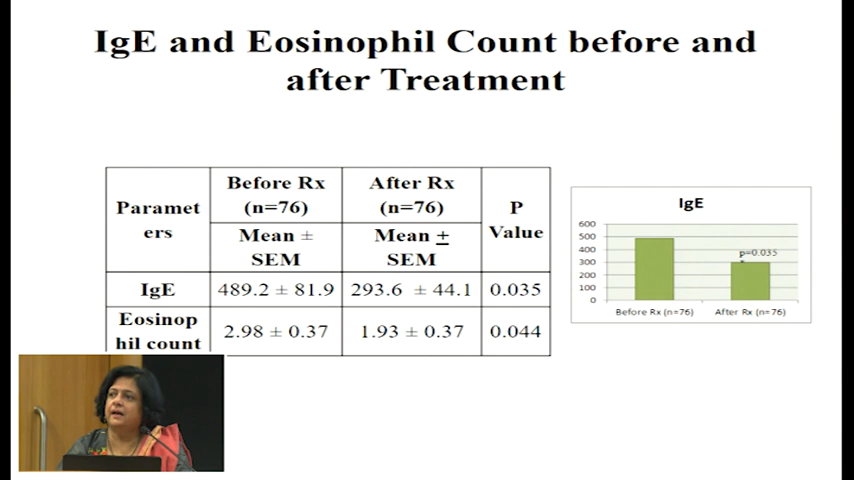 IgE and Eosinophil Count before and
after Treatment
Paramet
ers
Before Rx
(n=76)
After Rx
(n=76)
P
Value
Mean ±
SEM
Mean ±
SEM
IgE
489.2 ± 81.9
293.6 ± 44.1
0.035
Eosinop
hil count
2.98 ± 0.37
1.93 ± 0.37
0.044
IgE
600
500
400
300
200
100
0
p=0.035
Before Rx (n=76)
After Rx (n=76)